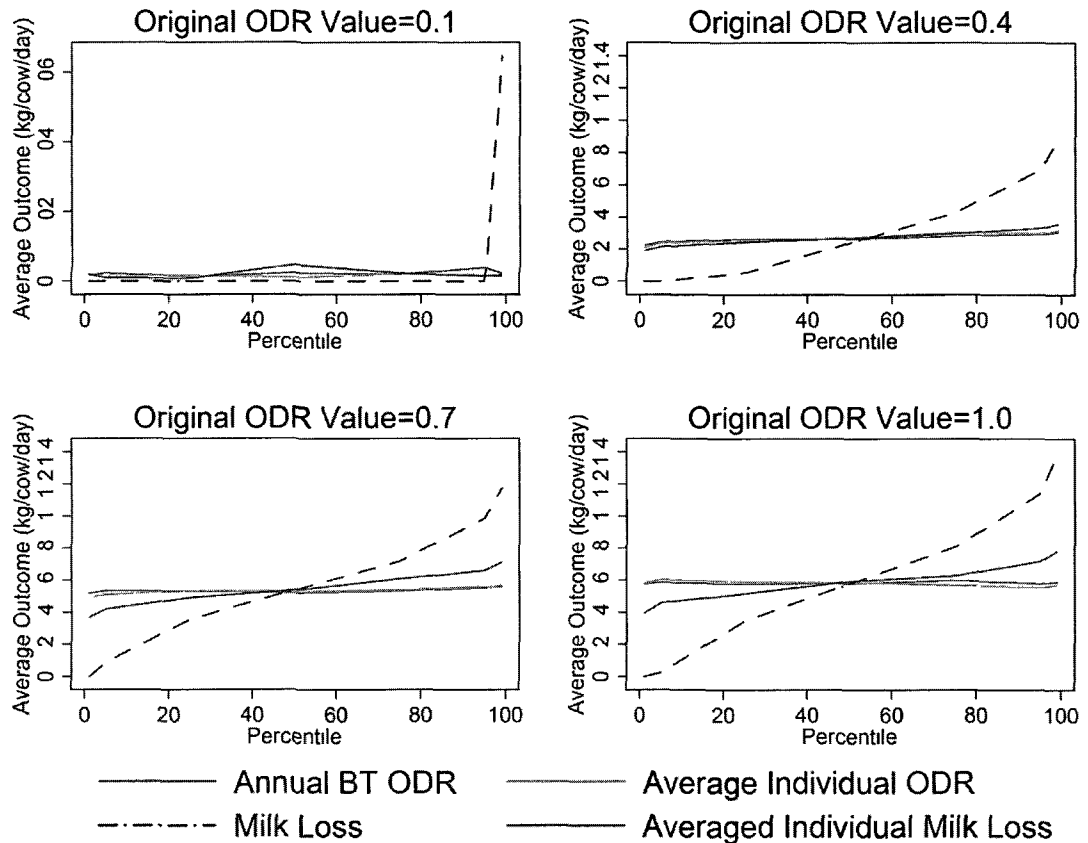 Original ODR Value=0.1
Original ODR Value=0.4
Average Outcome (kg/cow/day)
0 02 04 06
0 20 40 60 80 100
Percentile
Average Outcome (kg/cow/day)
0 2 4 6 8 1 1 2 1.4
0 20 40 60 80 100
Percentile
Original ODR Value=0.7
Original ODR Value=1.0
Average Outcome (kg/cow/day)
0 2 4 6 8 1 1 2 1 4
0 20 40 60 80 100
Percentile
Average Outcome (kg/cow/day)
0 2 4 6 8 1 1 2 1 4
0 20 40 60 80 100
Percentile
Annual BT ODR
Average Individual ODR
Milk Loss
Averaged Individual Milk Loss